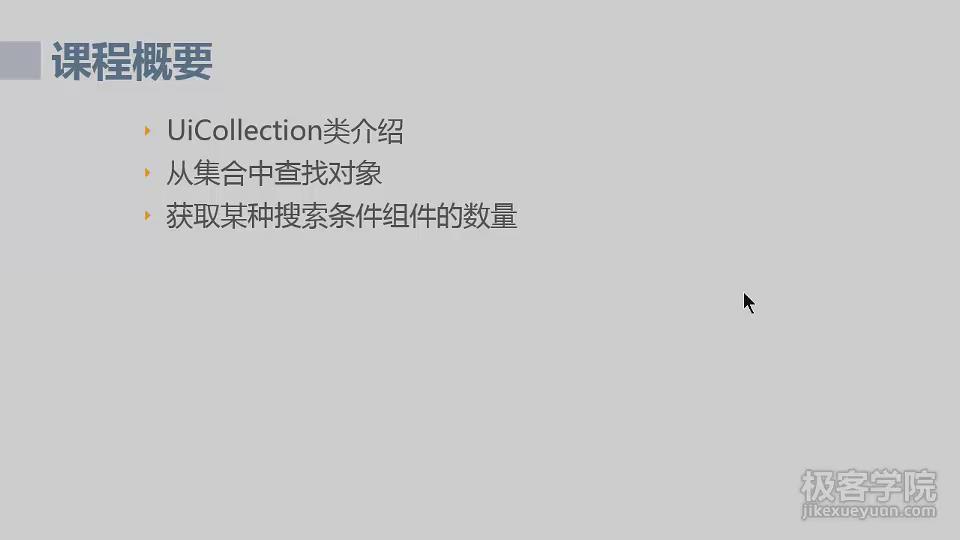 课程概要
UiCollection类介绍
从集合中查找对象
获取某种搜索条件组件的数量
极客学院
jikexueyuan.com